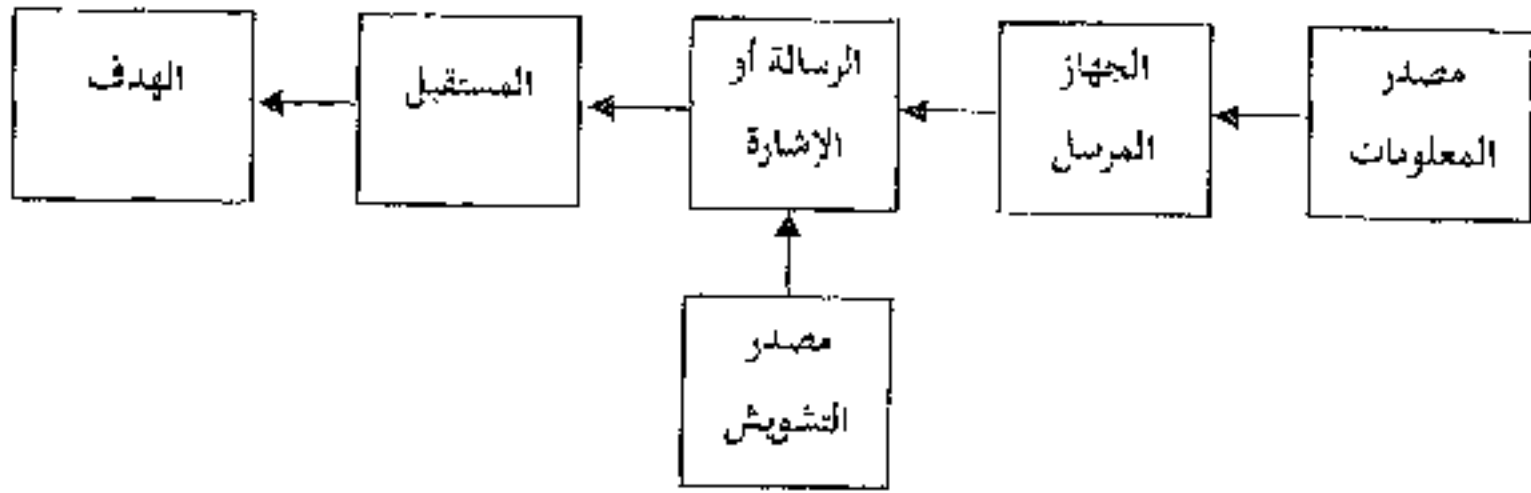 مصدر
المعلومات
الجهاز
المرسل
الرسالة أو
الإشارة
المستقبل
الهدف
مصدر
التشويش